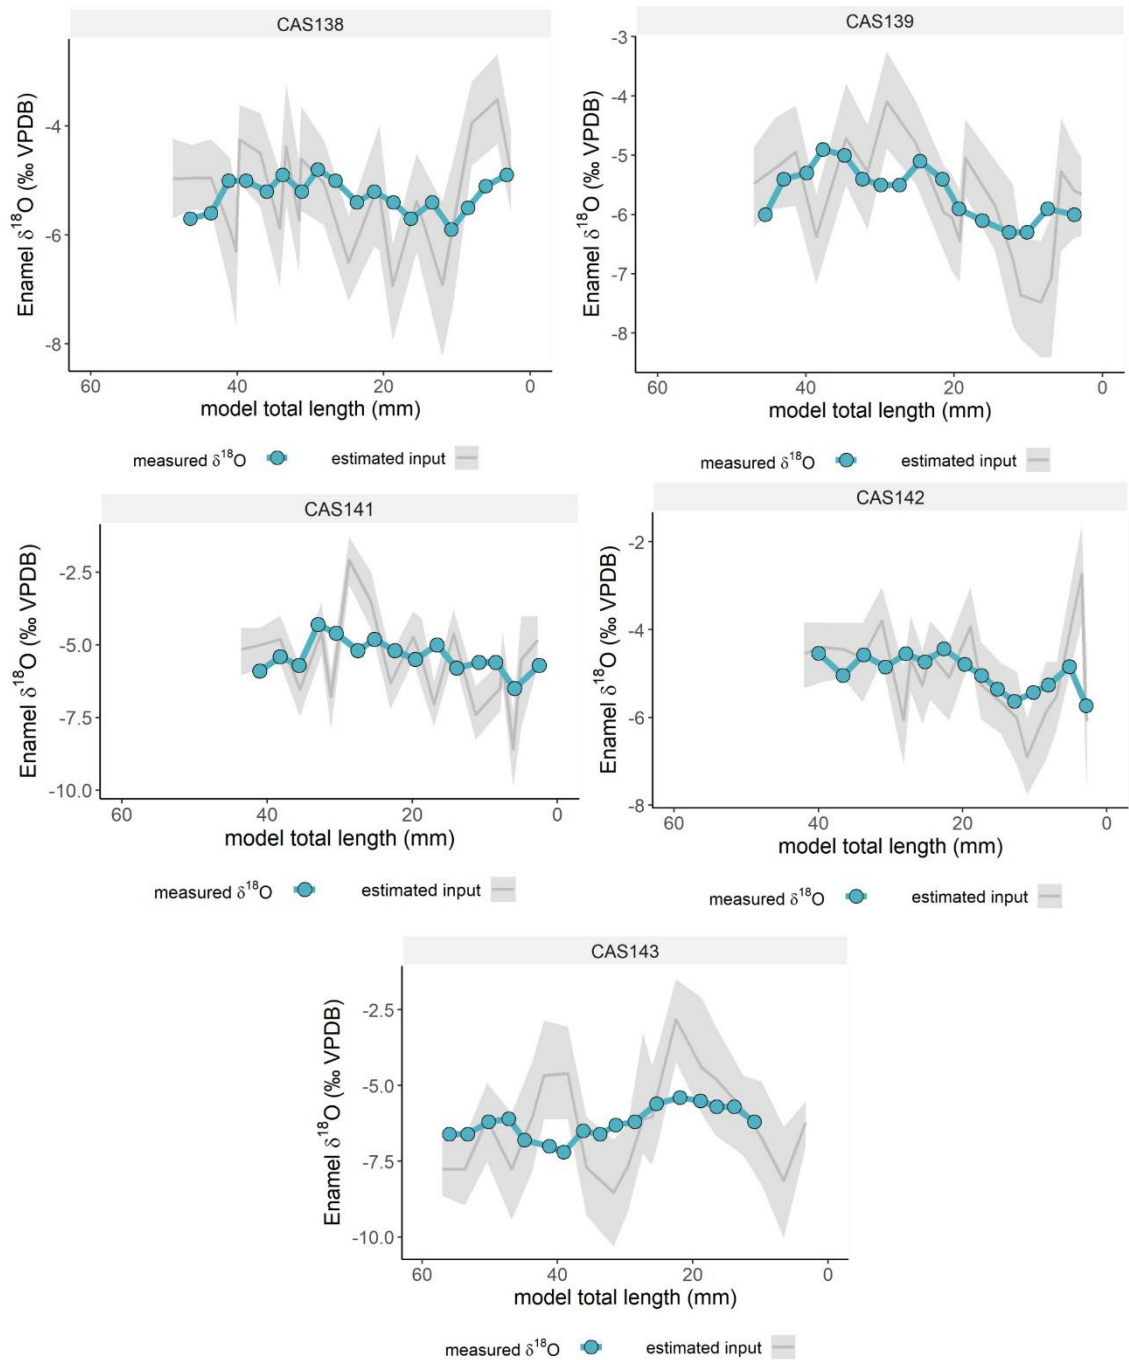 CAS138
Enamel δ18O (‰ VPDB)
-4
-6
-8
60 40 20 0
model total length (mm)
measured δ18O estimated input
CAS139
Enamel δ18O (‰ VPDB)
-3
-4
-5
-6
-7
-8
60 40 20 0
model total length (mm)
measured δ18O estimated input
CAS141
Enamel δ18O (‰ VPDB)
-2.5
-5.0
-7.5
-10.0
60 40 20 0
model total length (mm)
measured δ18O estimated input
CAS142
Enamel δ18O (‰ VPDB)
-2
-4
-6
-8
60 40 20 0
model total length (mm)
measured δ18O estimated input
CAS143
Enamel δ18O (‰ VPDB)
-2.5
-5.0
-7.5
-10.0
60 40 20 0
model total length (mm)
measured δ18O estimated input